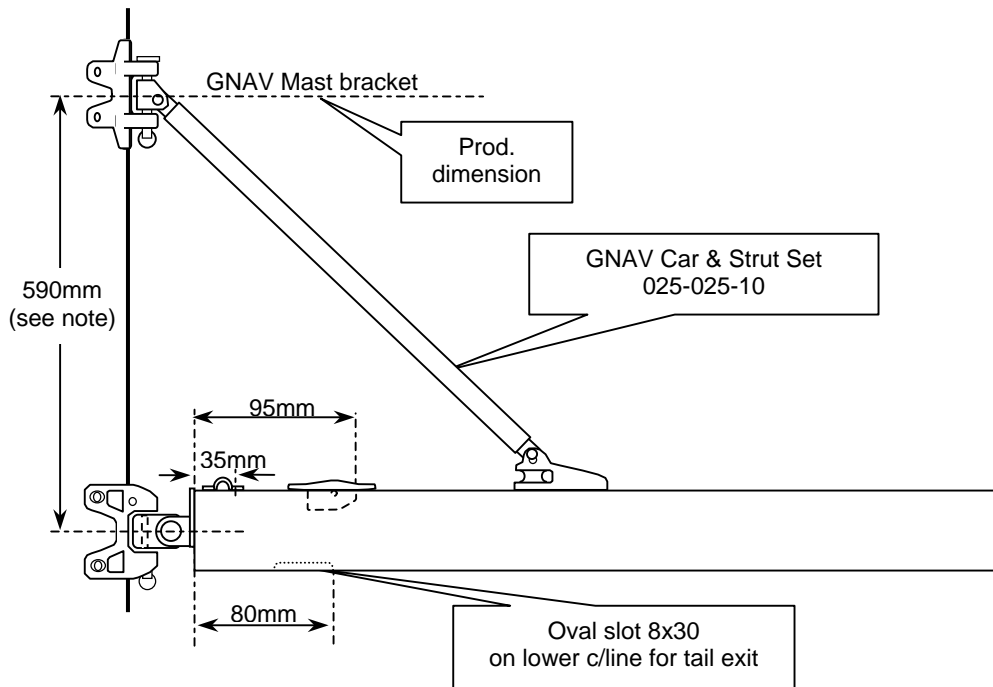 GNAV Mast bracket
Prod.
dimension
GNAV Car & Strut Set
025-025-10
590mm
(see note)
95mm
35mm
80mm
Oval slot 8x30
on lower c/line for tail exit